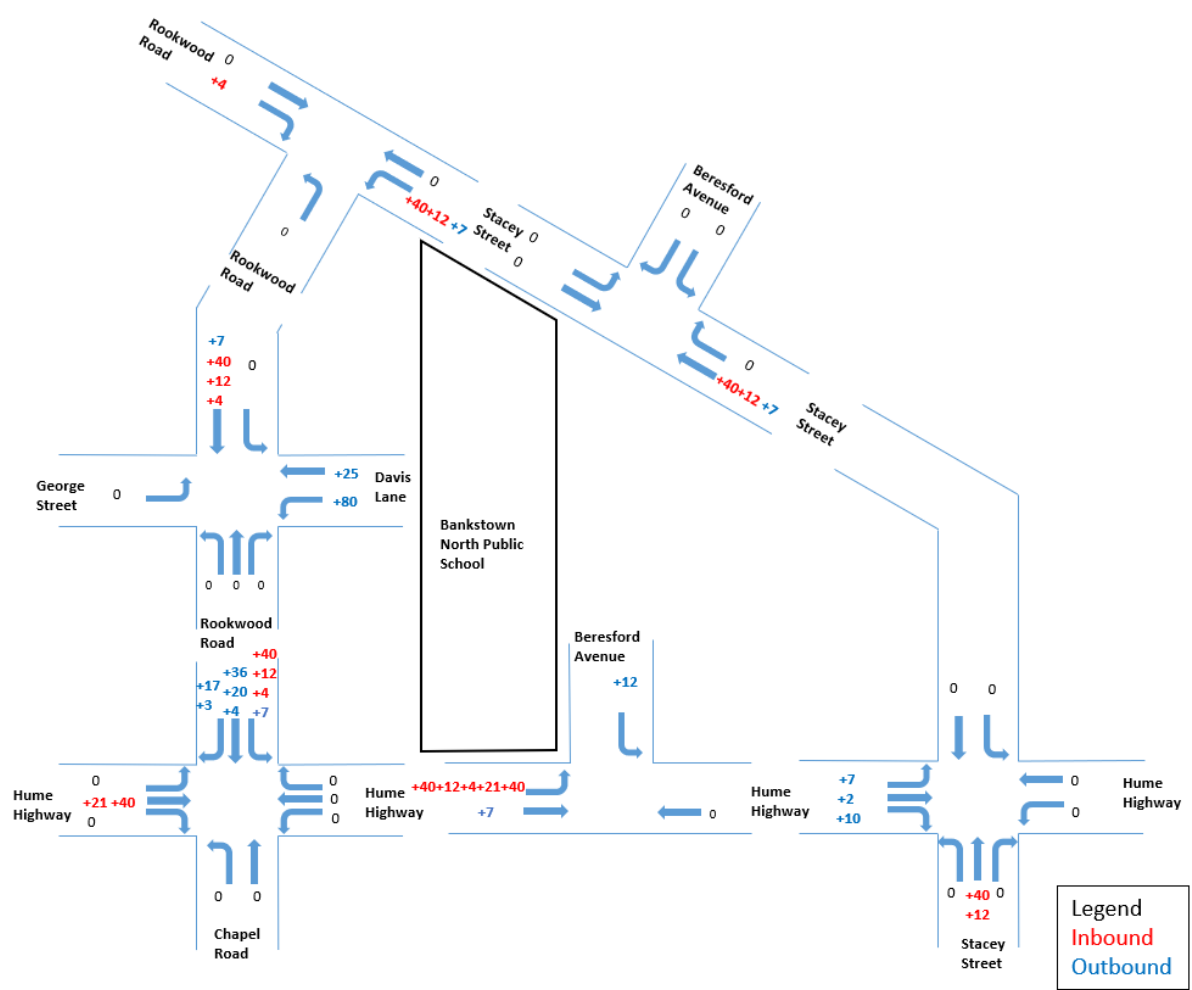 Rookwood
Road
0
+4
0
+40+12 +7
0
Rookwood
Road
Stacey
Street
0
0
Beresford
Avenue
0 0
0
+40+12 +7
Stacey
Street
+7
+40
+12
+4
0
George
Street
0
+25
+80
Davis
Lane
0 0 0
Rookwood
Road
Bankstown
North Public
School
+17
+3
+36
+20
+4
+40
+12
+4
+7
Beresford
Avenue
+12
0 0
Hume
Highway
0
+21 +40
0
0
0
0
Hume
Highway
+40+12+4+21+40
+7
0
Hume
Highway
+7
+2
+10
0
0
Hume
Highway
0 0
Chapel
Road
0 +40 0
+12
Stacey
Street
Legend
Inbound
Outbound